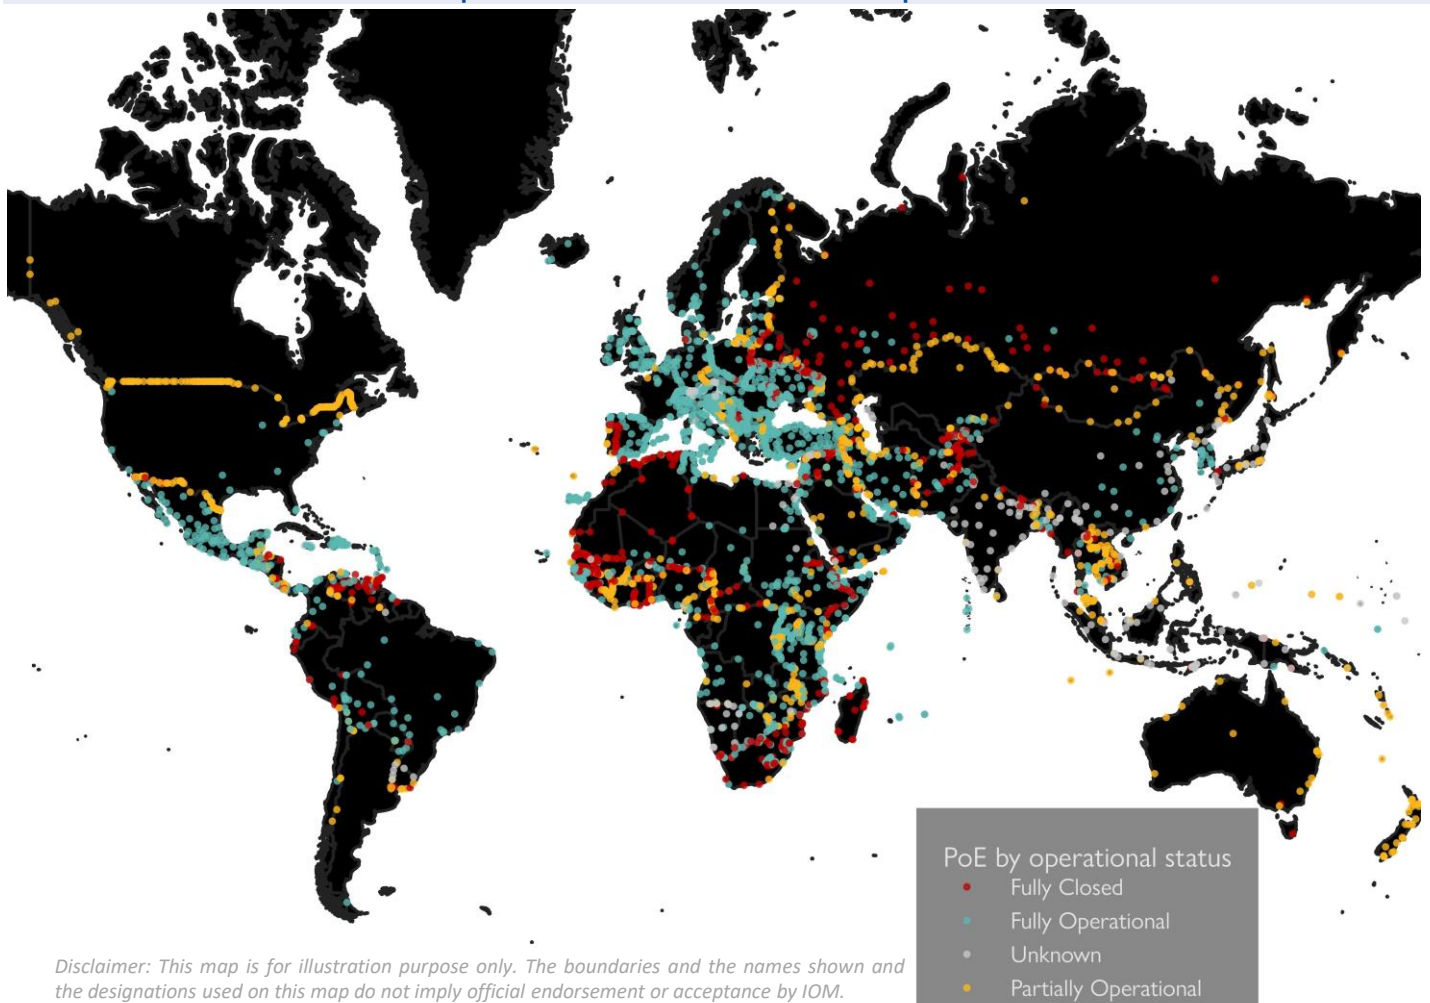 PoE by operational status
Fully Closed
Fully Operational
Unknown
Partially Operational
Disclaimer: This map is for illustration purpose only. The boundaries and the names shown and
the designations used on this map do not imply official endorsement or acceptance by IOM.